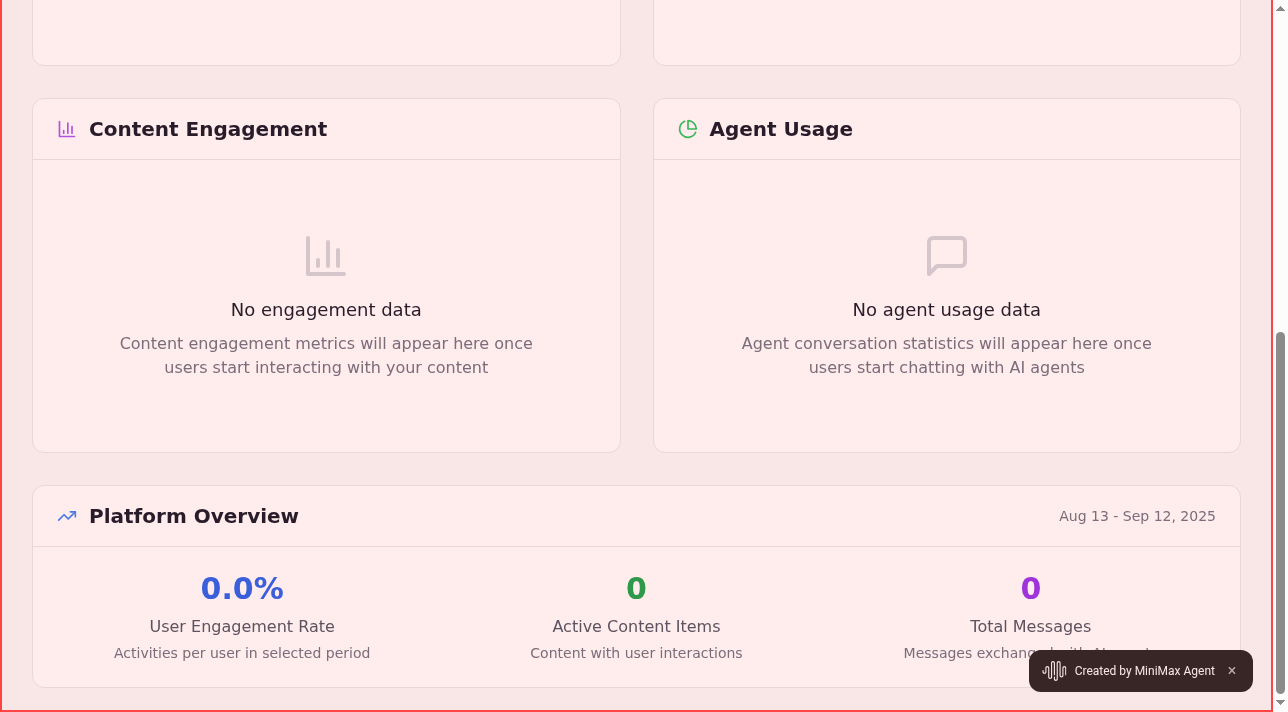 Content Engagement
Agent Usage
No engagement data
Content engagement metrics will appear here once
users start interacting with your content
No agent usage data
Agent conversation statistics will appear here once
users start chatting with AI agents
Platform Overview
Aug 13 - Sep 12, 2025
0.0%
User Engagement Rate
Activities per user in selected period
0
Active Content Items
Content with user interactions
0
Total Messages
Messages
Created by MiniMax Agent
×